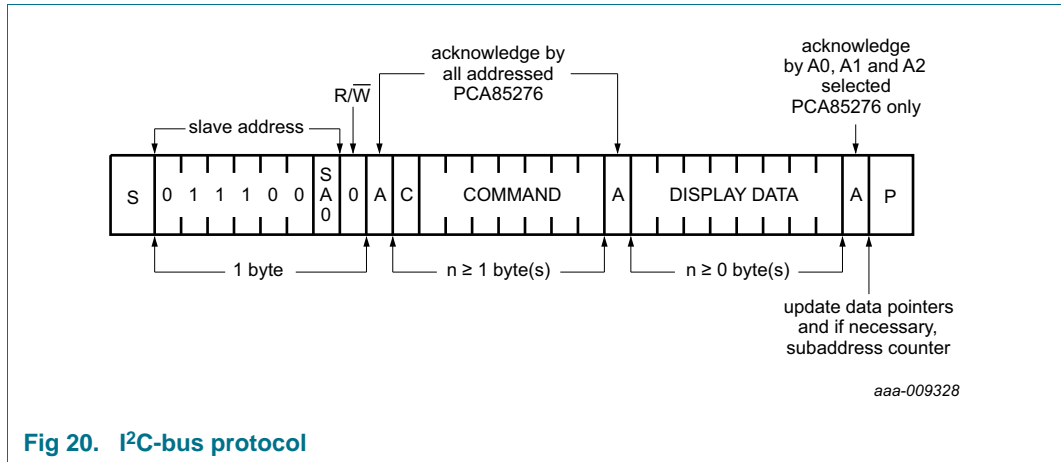 acknowledge by
all addressed
PCA85276
acknowledge
by A0, A1 and A2
selected
PCA85276 only
R/W̅
slave address
S 0 1 1 1 0 0 SA0 0 A C COMMAND A DISPLAY DATA A P
1 byte
n ≥ 1 byte(s)
n ≥ 0 byte(s)
update data pointers
and if necessary,
subaddress counter
aaa-009328
Fig 20. I²C-bus protocol